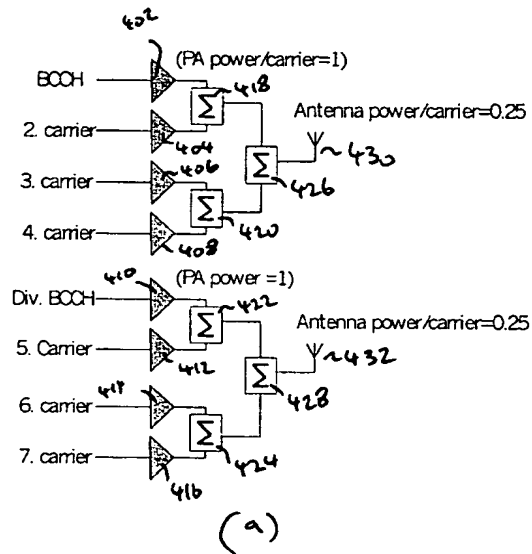 402
(PA power/carrier=1)
BCCH
418
Antenna power/carrier=0.25
2. carrier
404
Σ
430
406
Σ
426
3. carrier
Σ
420
4. carrier
408
410
(PA power =1)
Div. BCCH
422
Σ
Antenna power/carrier=0.25
5. Carrier
412
432
414
Σ
428
6. carrier
Σ
424
7. carrier
416
(a)